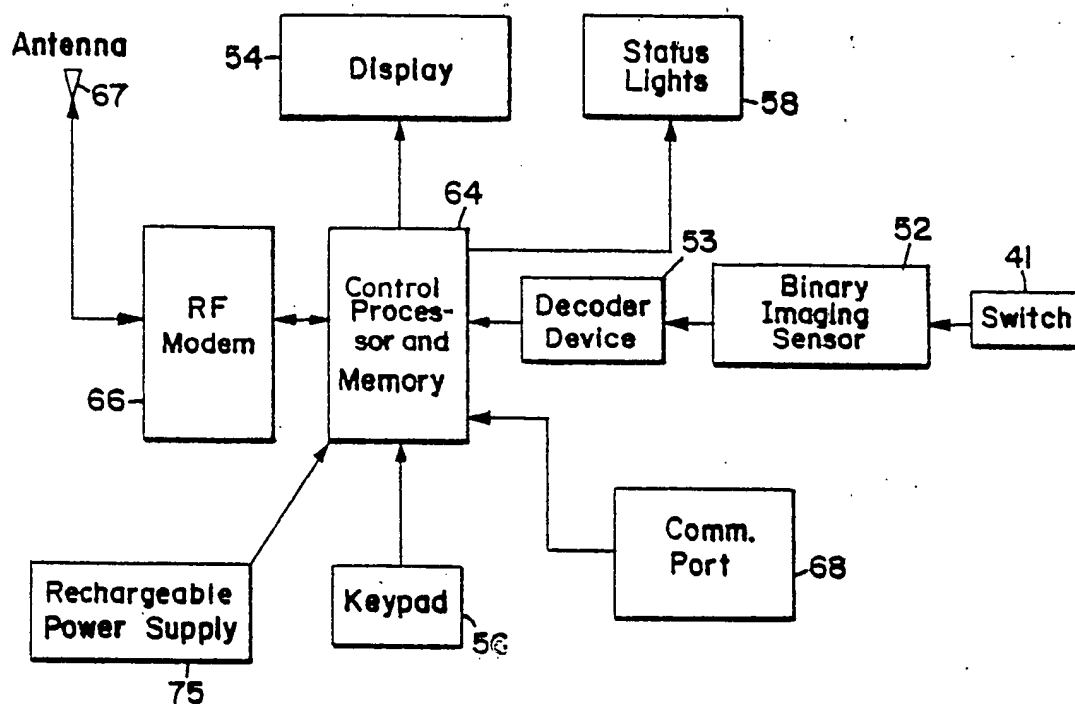 Antenna
67
54
Display
Status
Lights
58
64
RF
Modem
66
Control
Proces-
sor and
Memory
53
Decoder
Device
52
Binary
Imaging
Sensor
41
Switch
Comm.
Port
68
Rechargeable
Power Supply
75
Keypad
56